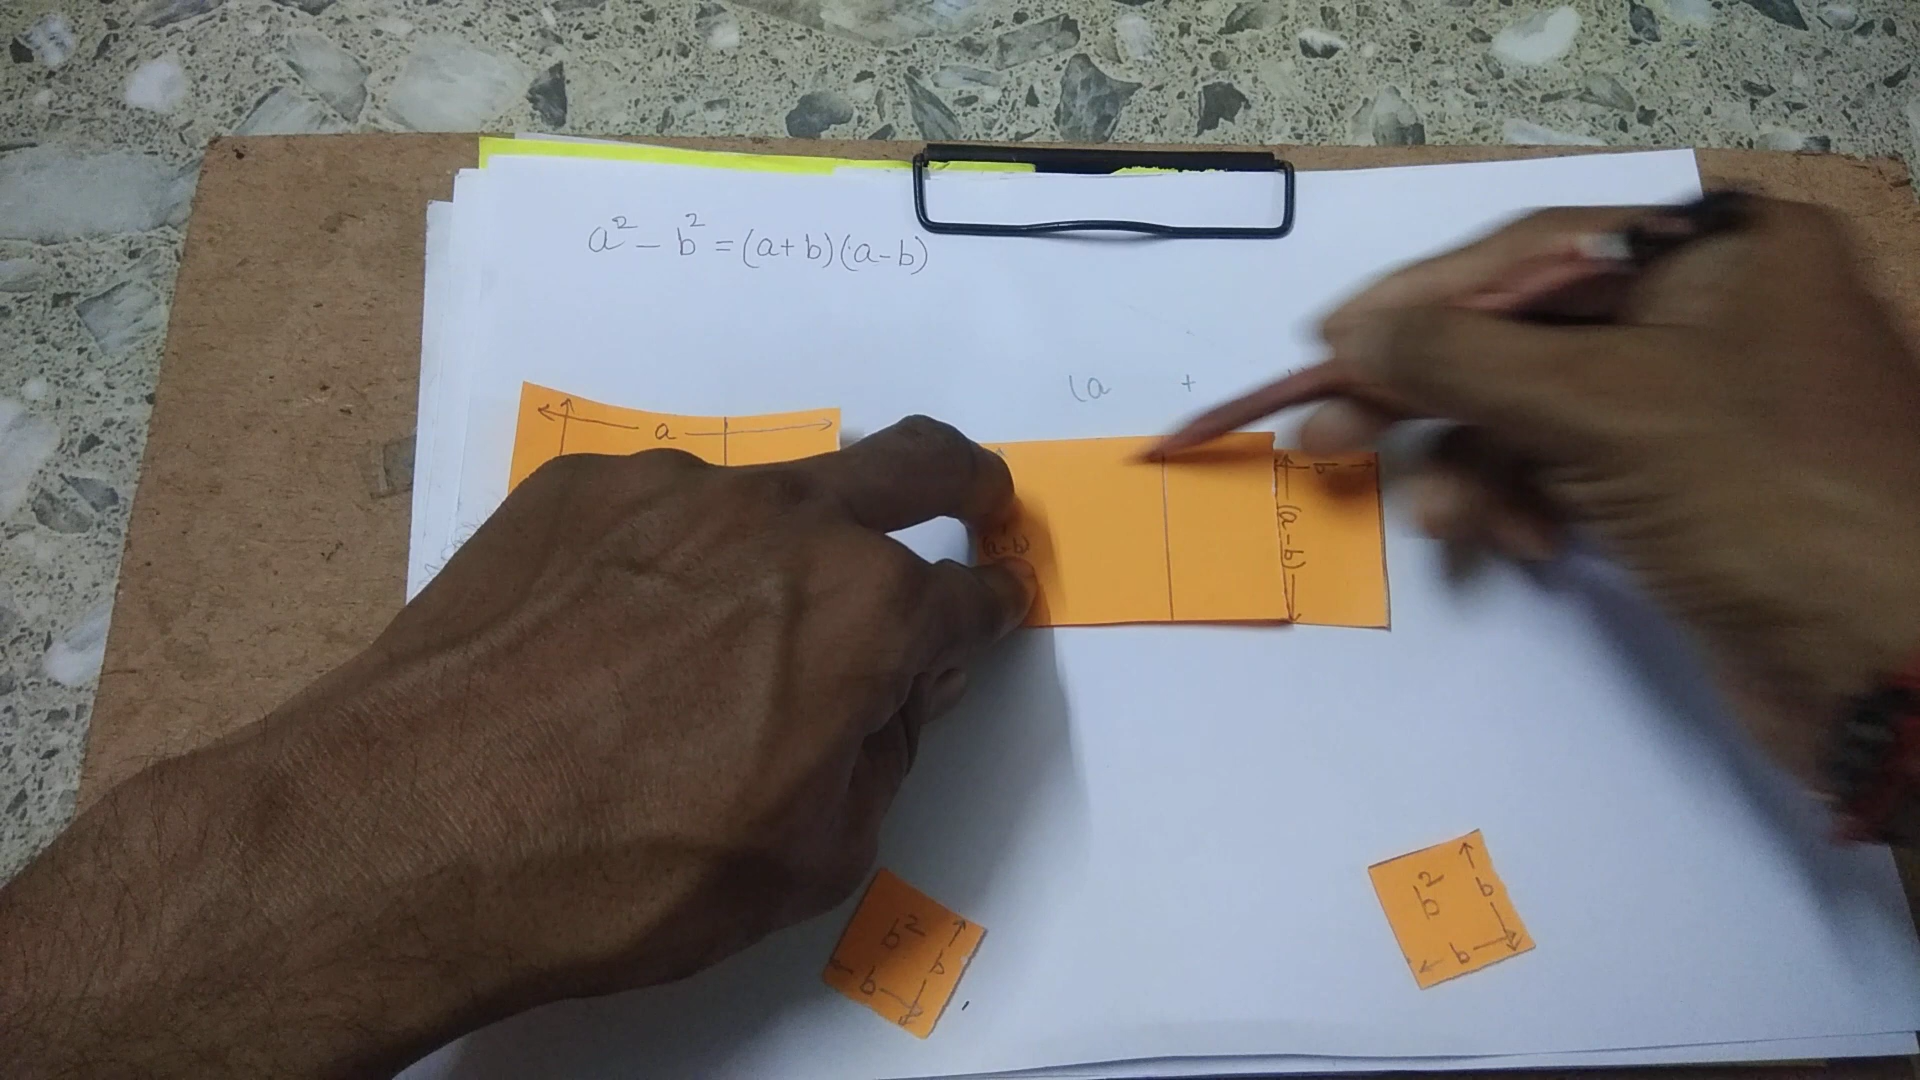 a² - b² = (a+b)(a-b)
(a +
a
b
(a-b)
(a-b)
b²
b
b
b²
b
b